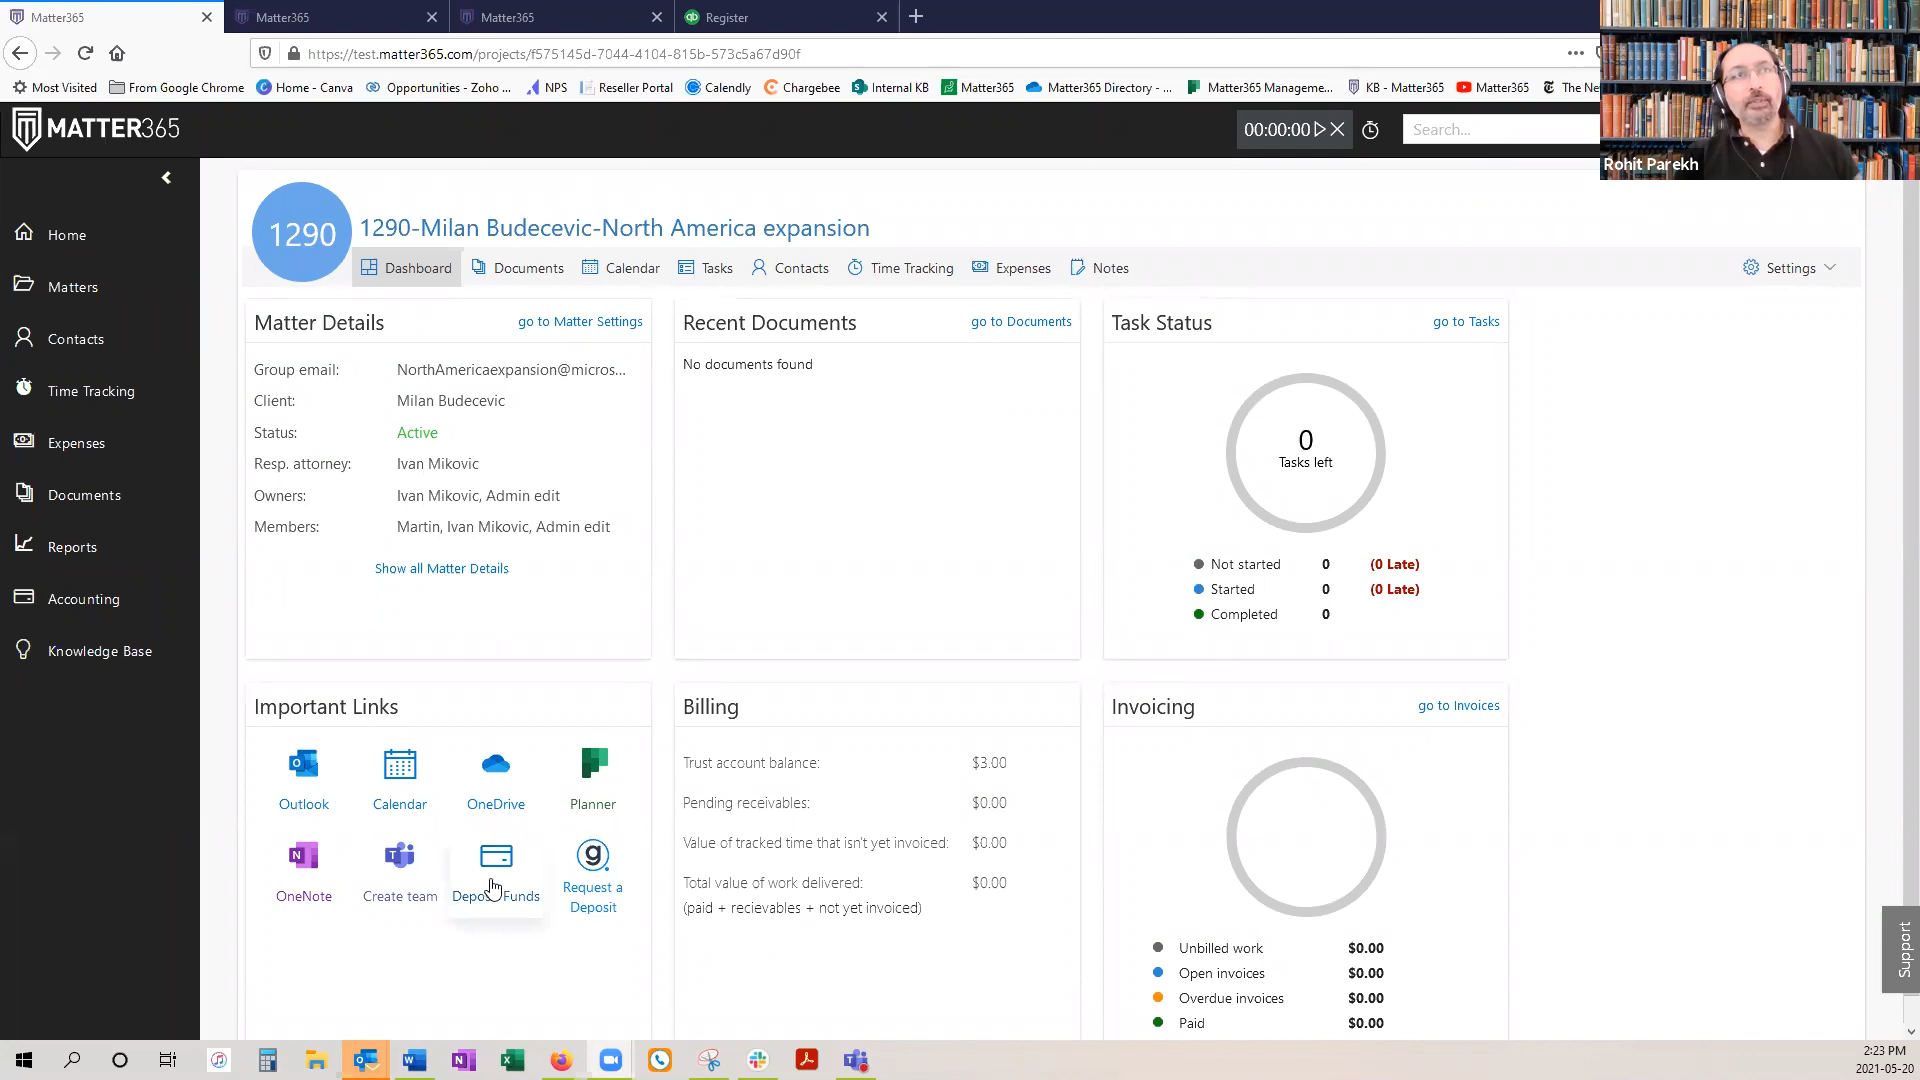 Matter365
Matter365
Matter365
qb Register
https://test.matter365.com/projects/f575145d-7044-4104-815b-573c5a67d90f
Most Visited
From Google Chrome
Home - Canva
Opportunities - Zoho ...
NPS
Reseller Portal
Calendly
Chargebee
Internal KB
Matter365
Matter365 Directory - ...
Matter365 Manageme...
KB - Matter365
Matter365
The Ne
MATTER365
00:00:00
Search...
Rohit Parekh
Home
Matters
Contacts
Time Tracking
Expenses
Documents
Reports
Accounting
Knowledge Base
1290
1290-Milan Budecevic-North America expansion
Dashboard
Documents
Calendar
Tasks
Contacts
Time Tracking
Expenses
Notes
Settings
Matter Details
go to Matter Settings
Group email: NorthAmericaexpansion@micros...
Client: Milan Budecevic
Status: Active
Resp. attorney: Ivan Mikovic
Owners: Ivan Mikovic, Admin edit
Members: Martin, Ivan Mikovic, Admin edit
Show all Matter Details
Recent Documents
go to Documents
No documents found
Task Status
go to Tasks
0
Tasks left
Not started 0 (0 Late)
Started 0 (0 Late)
Completed 0
Important Links
Outlook
Calendar
OneDrive
Planner
OneNote
Create team
Deposit Funds
Request a
Deposit
Billing
Trust account balance: $3.00
Pending receivables: $0.00
Value of tracked time that isn't yet invoiced: $0.00
Total value of work delivered: $0.00
(paid + recievables + not yet invoiced)
Invoicing
go to Invoices
Unbilled work $0.00
Open invoices $0.00
Overdue invoices $0.00
Paid $0.00
Support
2:23 PM
2021-05-20